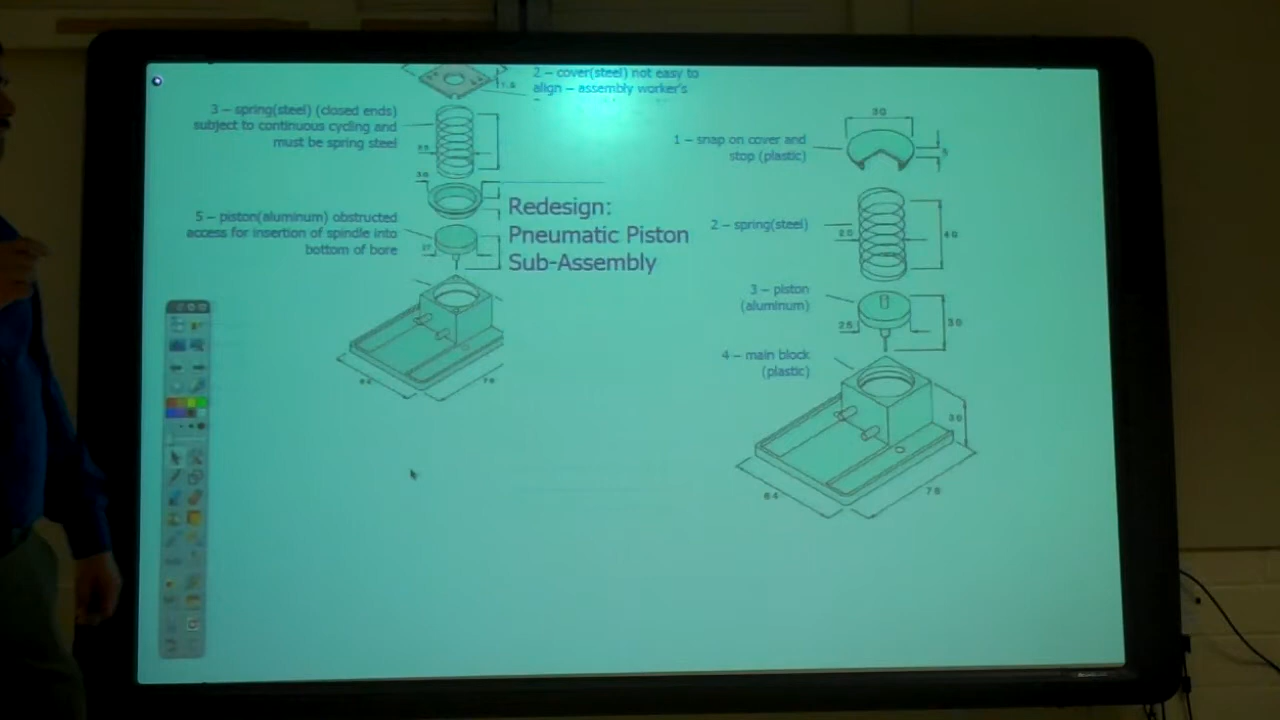 2 – cover(steel) not easy to
align – assembly worker's
3 – spring(steel) (closed ends)
subject to continuous cycling and
must be spring steel
5 – piston(aluminum) obstructed
access for insertion of spindle into
bottom of bore
Redesign:
Pneumatic Piston
Sub-Assembly
64
76
30
1 – snap on cover and
stop (plastic)
2 – spring(steel)
20
40
3 – piston
(aluminum)
25
30
4 – main block
(plastic)
30
64
76